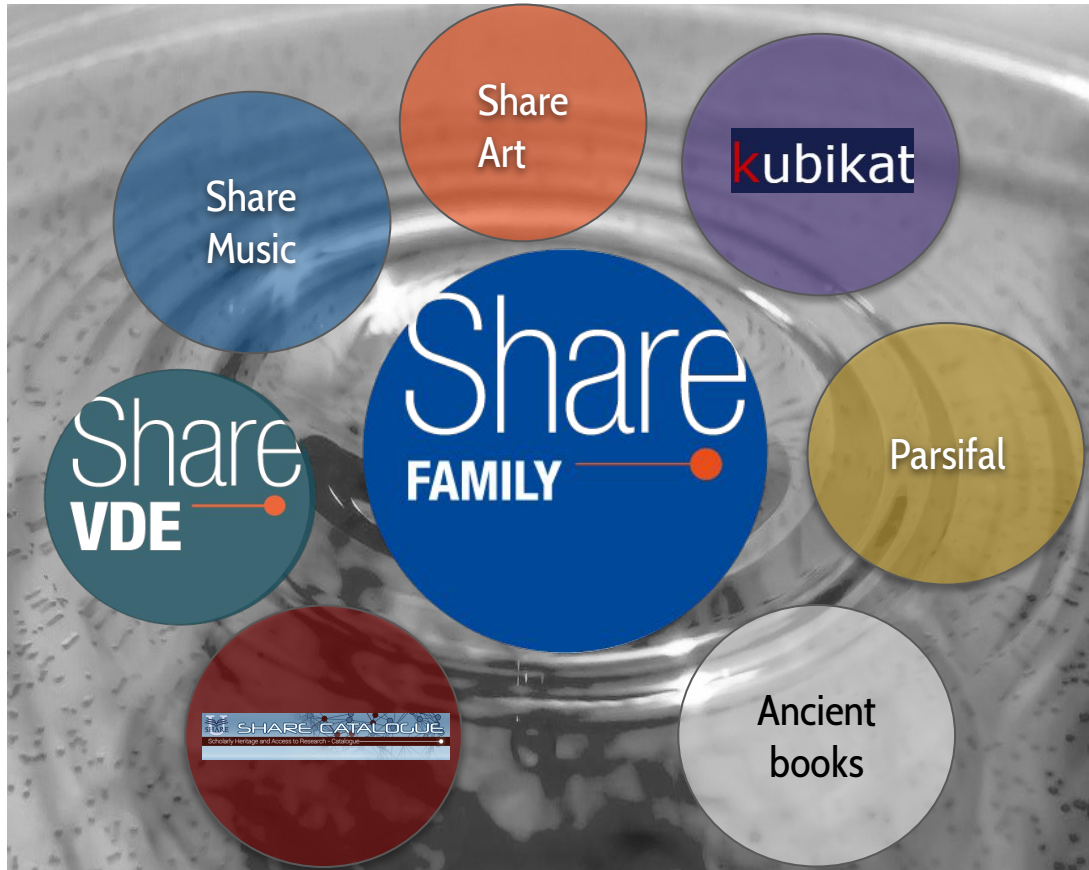 Share
Art
kubikat
Share
Music
Share
FAMILY
Parsifal
Share
VDE
SHARE
SHARE CATALOGUE
Scholarly Heritage and Access to Research - Catalogue
Ancient
books